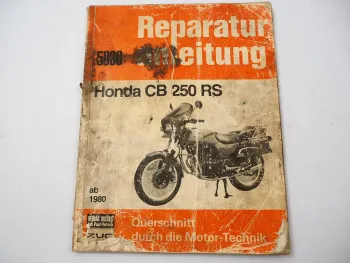 Reparatur
5080
Honda CB 250 RS
ab
1980
Querschnitt
durch die Motor-Technik